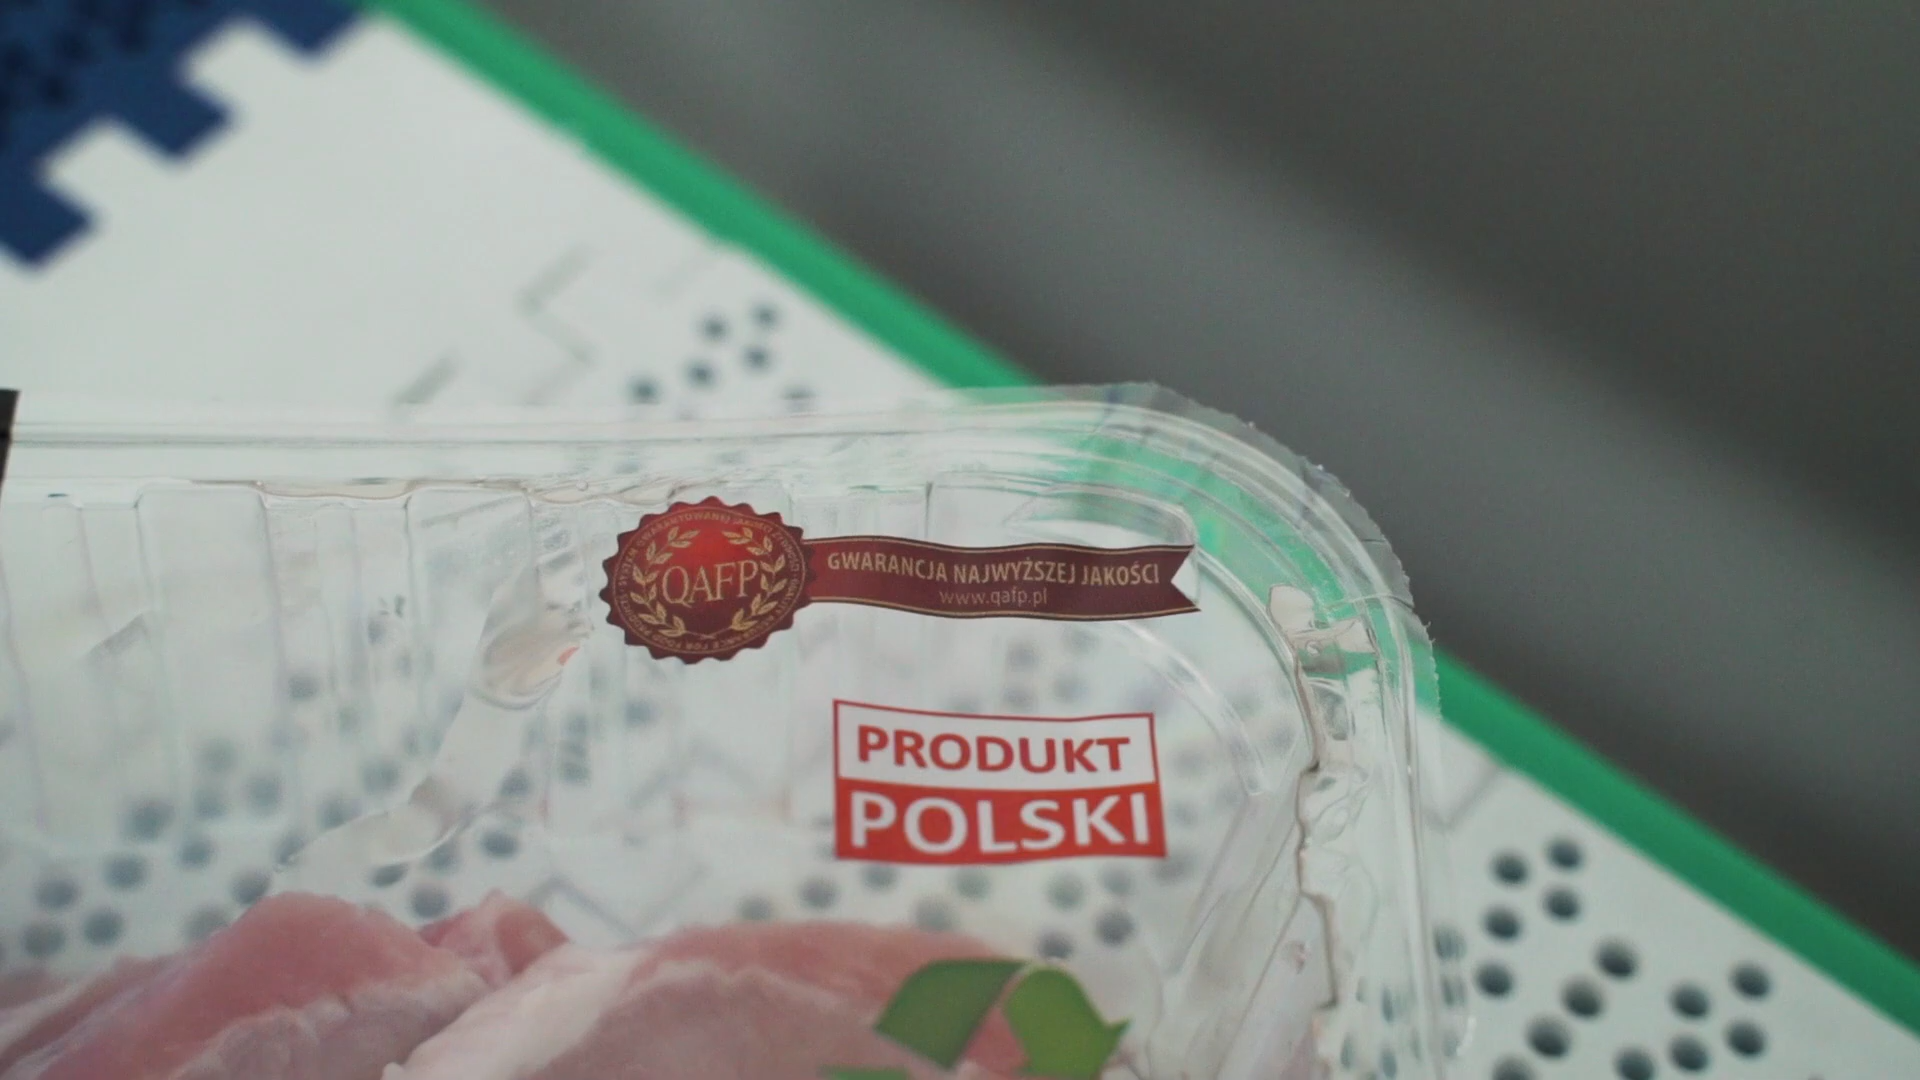 QAFP
GWARANCJA NAJWYŻSZEJ JAKOŚCI
www.qafp.pl
PRODUKT
POLSKI